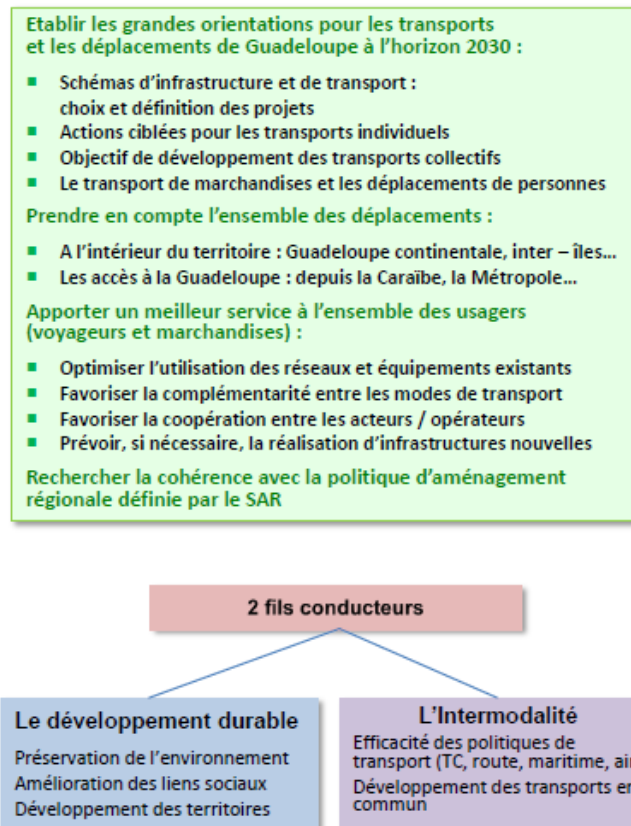 Etablir les grandes orientations pour les transports
et les déplacements de Guadeloupe à l'horizon 2030 :
Schémas d'infrastructure et de transport :
choix et définition des projets
Actions ciblées pour les transports individuels
Objectif de développement des transports collectifs
Le transport de marchandises et les déplacements de personnes
Prendre en compte l'ensemble des déplacements :
A l'intérieur du territoire : Guadeloupe continentale, inter – îles...
Les accès à la Guadeloupe : depuis la Caraïbe, la Métropole...
Apporter un meilleur service à l'ensemble des usagers
(voyageurs et marchandises) :
Optimiser l'utilisation des réseaux et équipements existants
Favoriser la complémentarité entre les modes de transport
Favoriser la coopération entre les acteurs / opérateurs
Prévoir, si nécessaire, la réalisation d'infrastructures nouvelles
Rechercher la cohérence avec la politique d'aménagement
régionale définie par le SAR
2 fils conducteurs
Le développement durable
Préservation de l'environnement
Amélioration des liens sociaux
Développement des territoires
L'Intermodalité
Efficacité des politiques de
transport (TC, route, maritime,
Développement des transports
commun